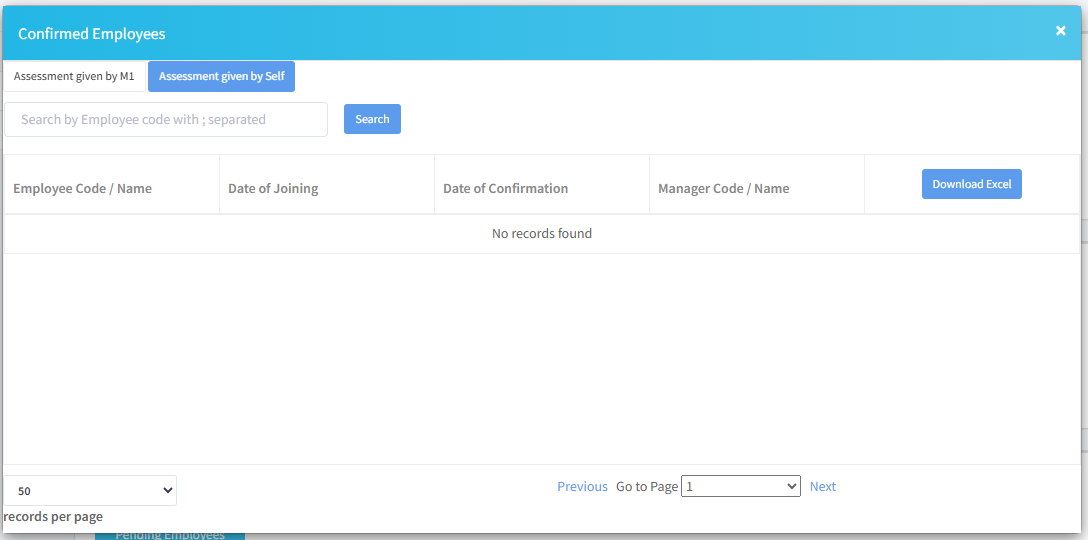 Confirmed Employees ×
Assessment given by M1 Assessment given by Self
Search by Employee code with ; separated Search
Employee Code / Name Date of Joining Date of Confirmation Manager Code / Name Download Excel
No records found
50 Previous Go to Page 1 Next
records per page
Pending Employees